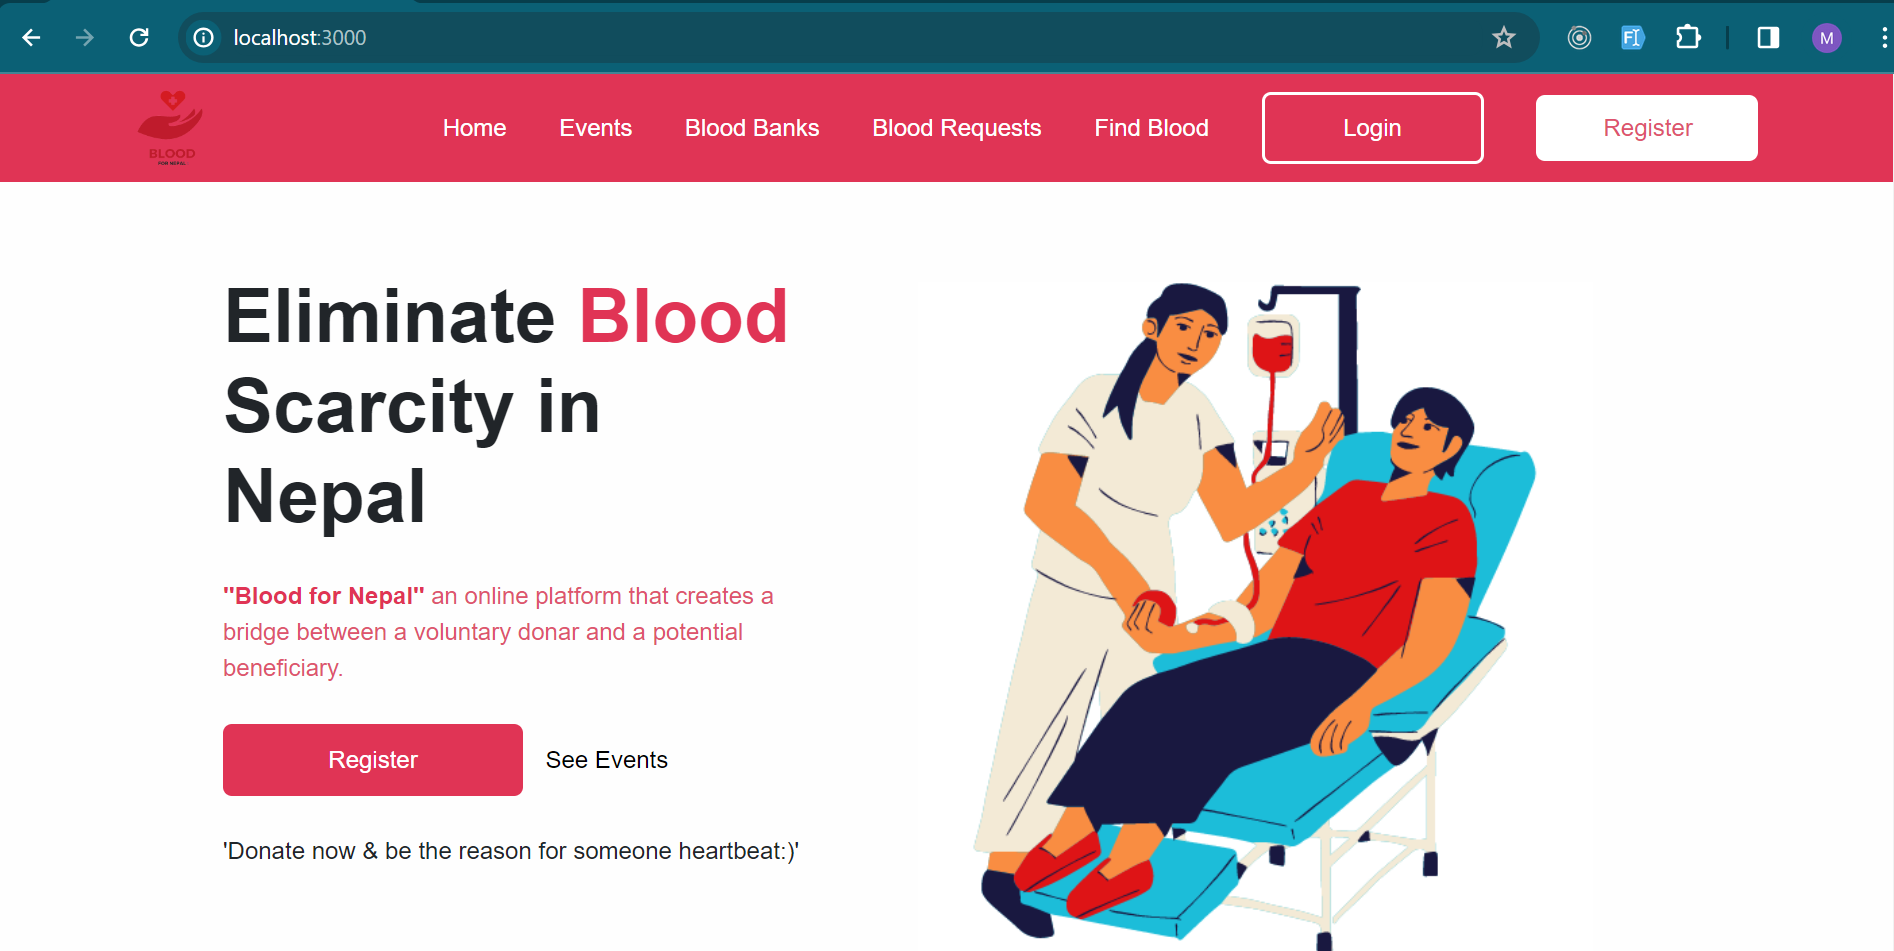 localhost:3000
M
BLOOD
FOR NEPAL
Home Events Blood Banks Blood Requests Find Blood Login Register
Eliminate Blood
Scarcity in
Nepal
"Blood for Nepal" an online platform that creates a
bridge between a voluntary donar and a potential
beneficiary.
Register See Events
'Donate now & be the reason for someone heartbeat:)'